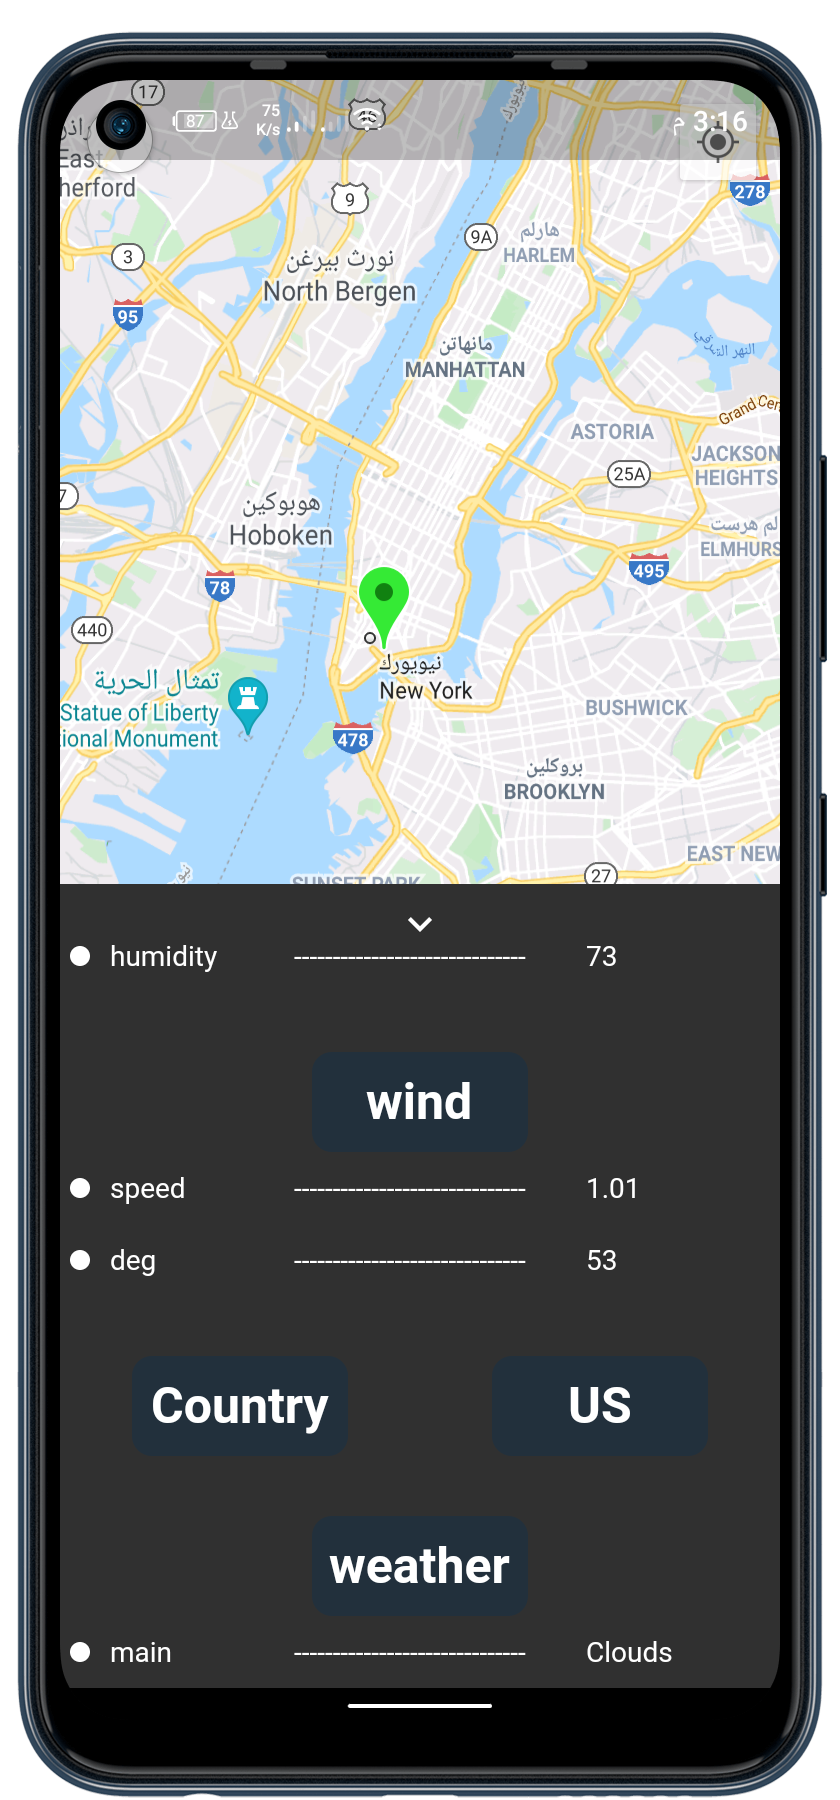 17
87
75
K/s
46
م 3:16
East
herford
278
9
3
9A
هارلم
HARLEM
نورث بيرغن
North Bergen
95
مانهاتن
MANHATTAN
ASTORIA
Grand Cen
JACKSON
HEIGHTS
25A
7
هوبوكين
Hoboken
لم هرست
ELMHURS
495
78
440
نيويورك
New York
تمثال الحرية
Statue of Liberty
ional Monument
478
BUSHWICK
بروكلين
BROOKLYN
EAST NEW
27
SUNSET PARK
humidity ------------------------------ 73
wind
speed ------------------------------ 1.01
deg ------------------------------ 53
Country US
weather
main ------------------------------ Clouds